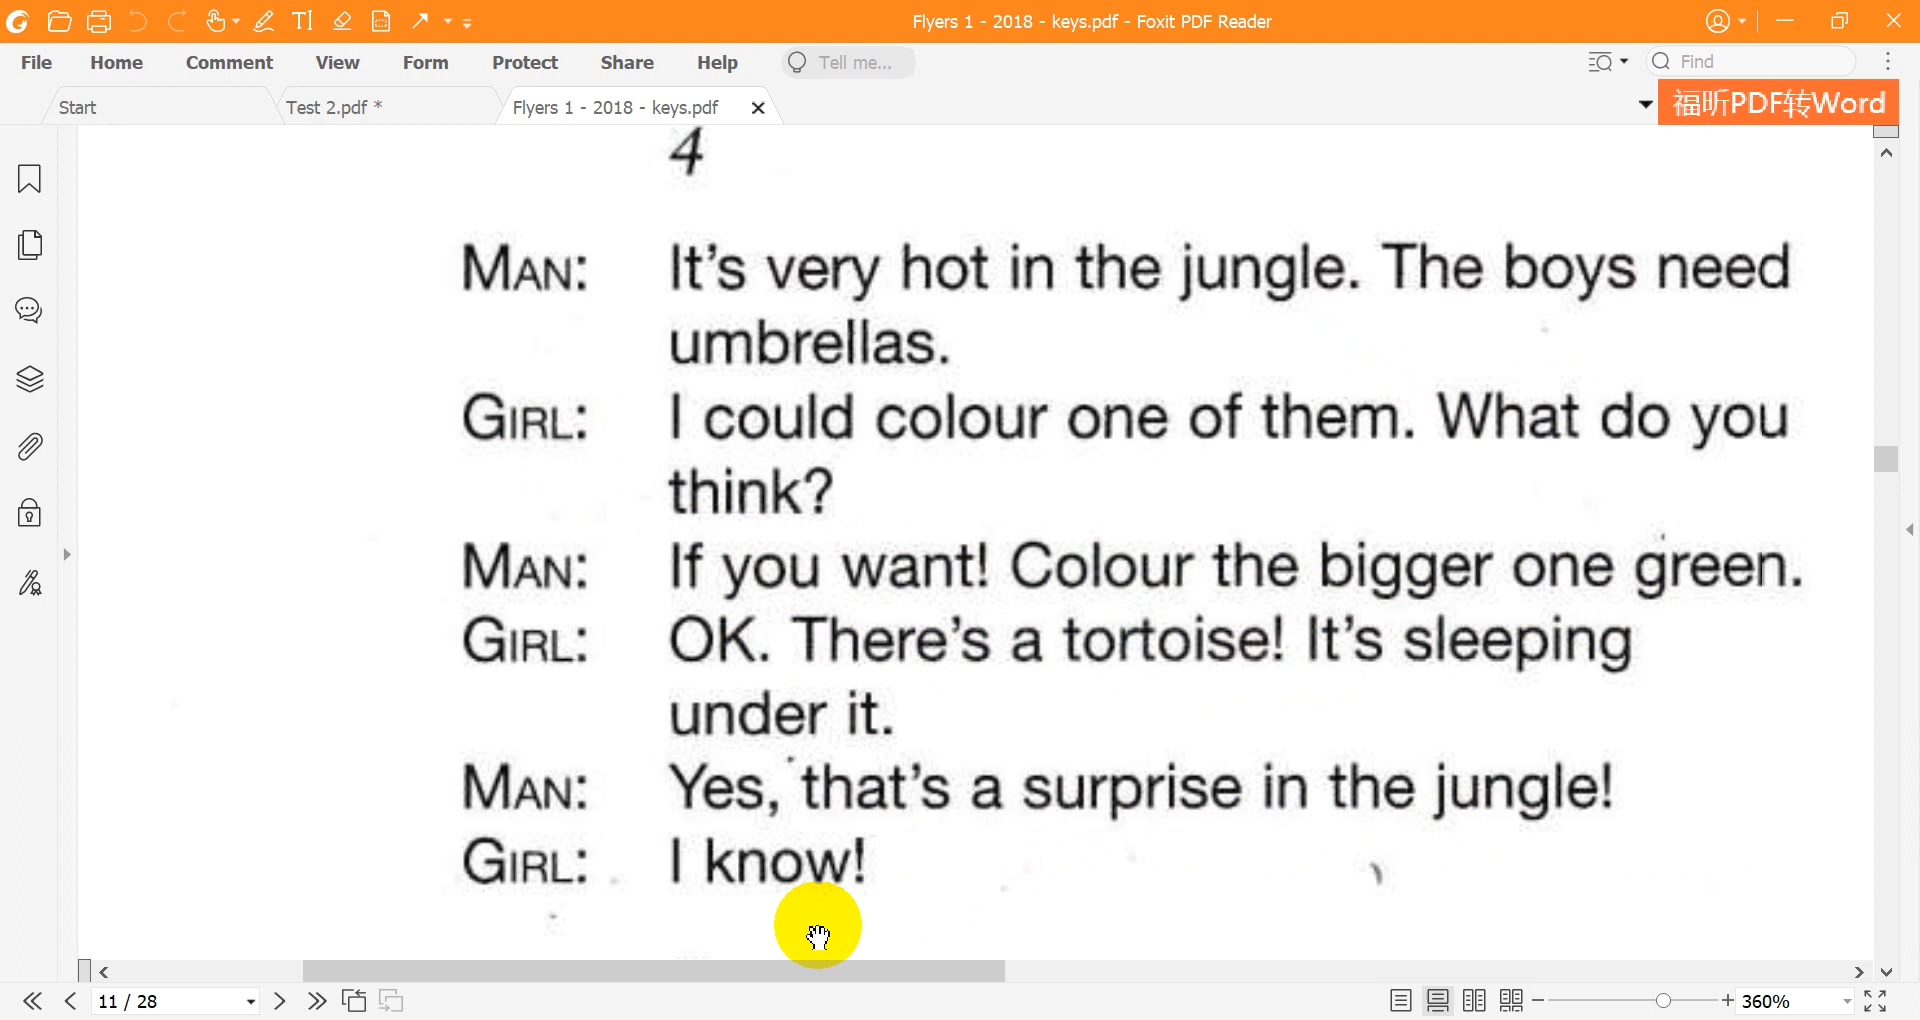 Flyers 1 - 2018 - keys.pdf - Foxit PDF Reader
File Home Comment View Form Protect Share Help Tell me... Find
Start Test 2.pdf * Flyers 1 - 2018 - keys.pdf 福昕PDF转Word
4
MAN: It's very hot in the jungle. The boys need
umbrellas.
GIRL: I could colour one of them. What do you
think?
MAN: If you want! Colour the bigger one green.
GIRL: OK. There's a tortoise! It's sleeping
under it.
MAN: Yes, that's a surprise in the jungle!
GIRL: I know!
11 / 28 360%